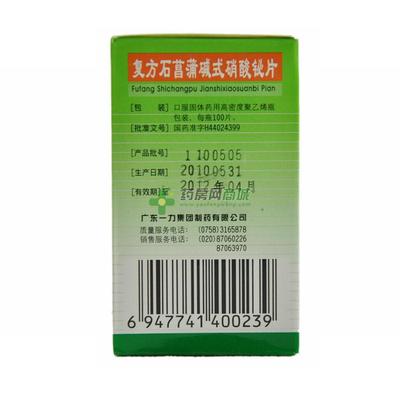 复方石菖蒲碱式硝酸铋片
Fufang Shichangpu Jianshixiaosuanbi Pian
[包 装] 口服固体药用高密度聚乙烯瓶
包装、每瓶100片。
[批准文号] 国药准字H44024399
[产品批号] 1100505
[生产日期] 20100531
[有效期]至 2012年04月
药房网商城
www.yaofangwang.com
广东一力集团制药有限公司
质量服务电话: (0758)3165878
销售服务电话: (020)87060226
87063970
6 947741 400239